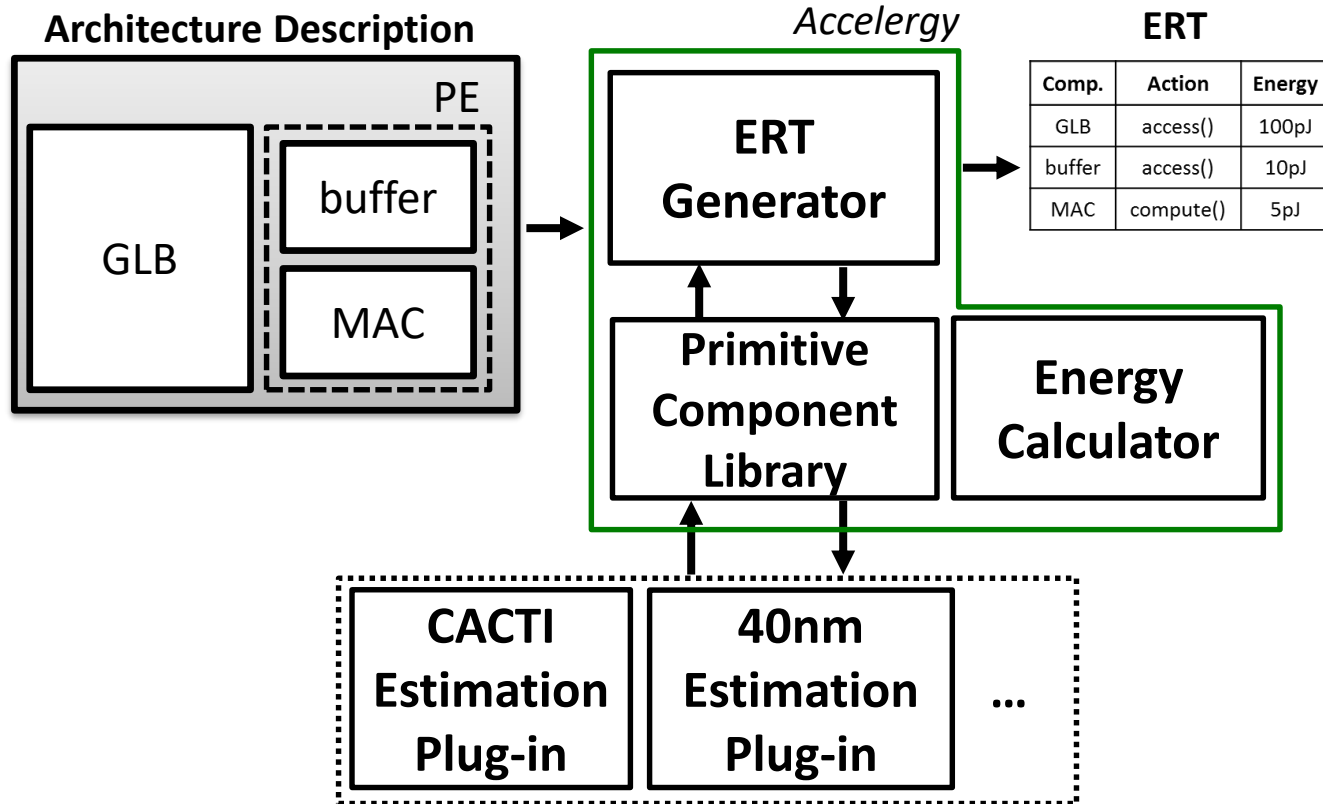 Architecture Description
PE
GLB
buffer
MAC
Accelergy
ERT
Generator
Primitive
Component
Library
Energy
Calculator
ERT
Comp. Action Energy
GLB access() 100pJ
buffer access() 10pJ
MAC compute() 5pJ
CACTI
Estimation
Plug-in
40nm
Estimation
Plug-in
...